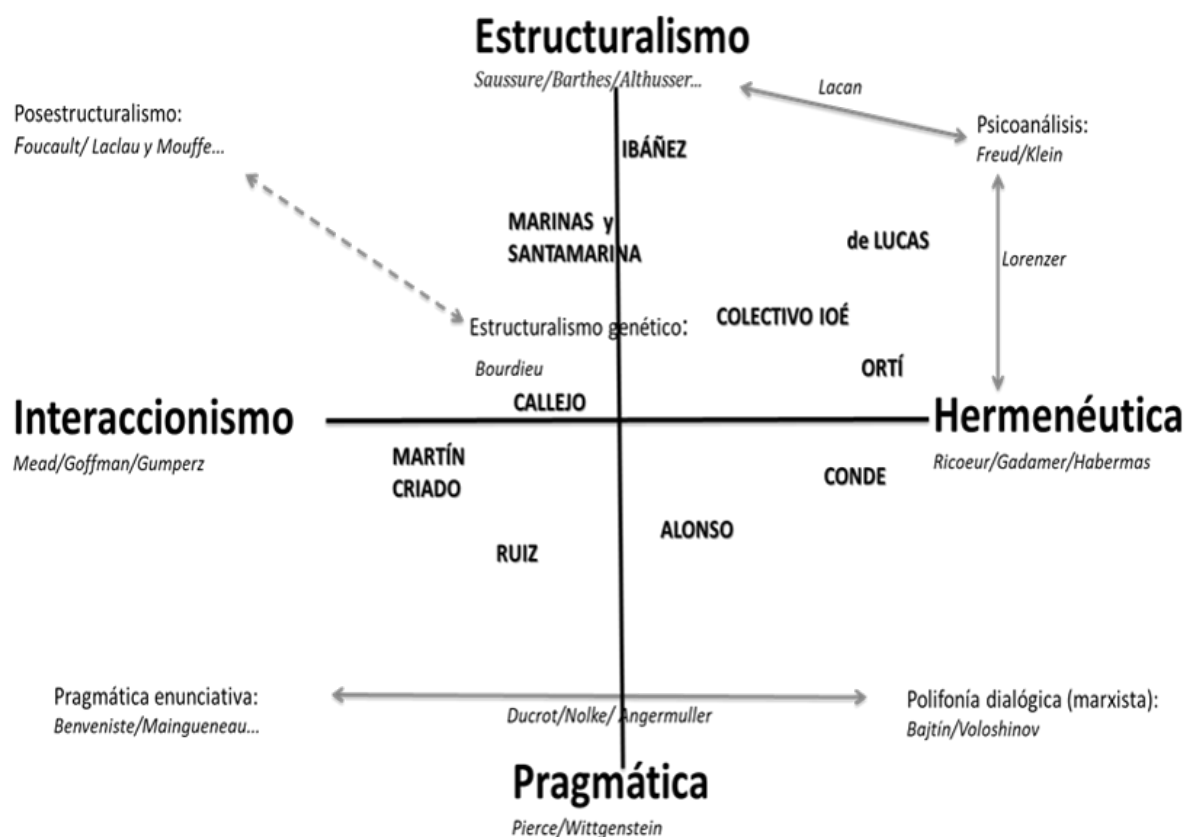 Estructuralismo
Saussure/Barthes/Althusser...
Lacan
Posestructuralismo:
Foucault/ Laclau y Mouffe...
Psicoanálisis:
Freud/Klein
IBÁÑEZ
MARINAS y
SANTAMARINA
de LUCAS
Lorenzer
COLECTIVO IOÉ
Estructuralismo genético:
Bourdieu
ORTÍ
CALLEJO
Interaccionismo
Mead/Goffman/Gumperz
Hermenéutica
Ricoeur/Gadamer/Habermas
MARTÍN
CRIADO
CONDE
ALONSO
RUIZ
Pragmática enunciativa:
Benveniste/Maingueneau...
Ducrot/Nolke/ Angermuller
Polifonía dialógica (marxista):
Bajtín/Voloshinov
Pragmática
Pierce/Wittgenstein